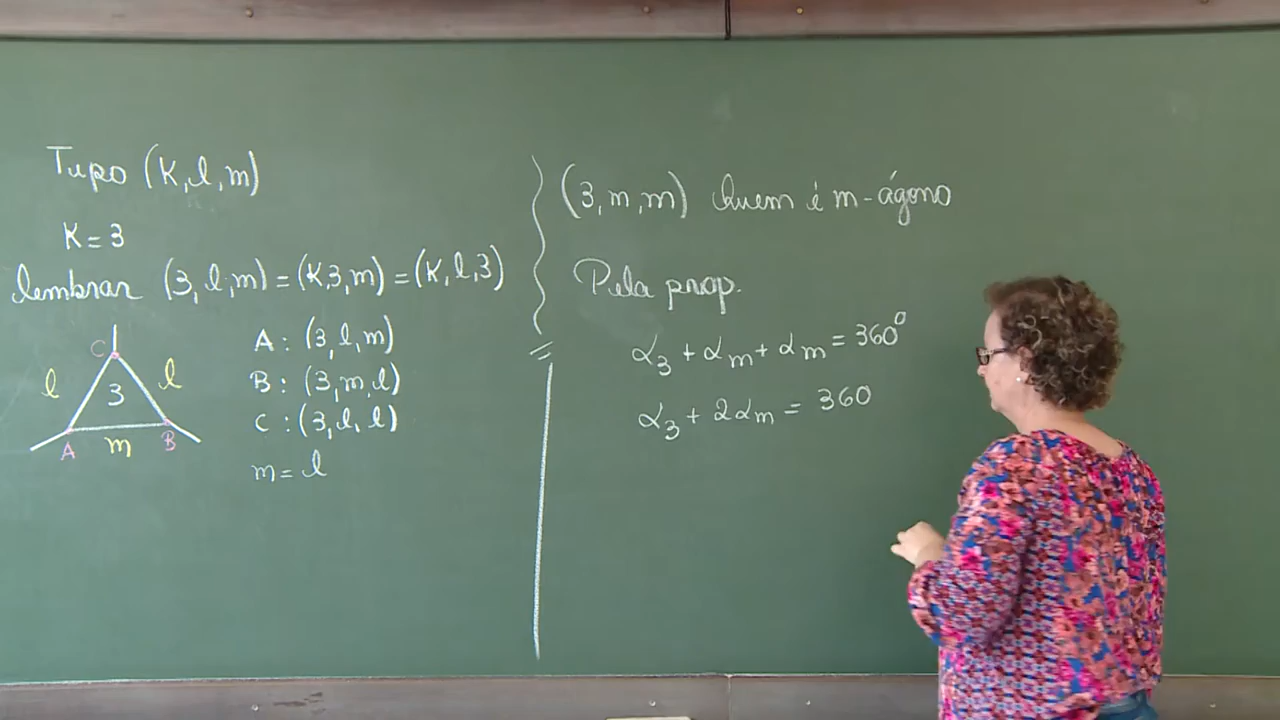 Tipo (K, l, m)
K = 3
lembrar (3, l, m) = (K, 3, m) = (K, l, 3)
C
l 3 l
A m B
A : (3, l, m)
B : (3, m, l)
C : (3, l, l)
m = l
(3, m, m) Quem é m-ágono
Pela prop.
α₃ + αₘ + αₘ = 360°
α₃ + 2αₘ = 360